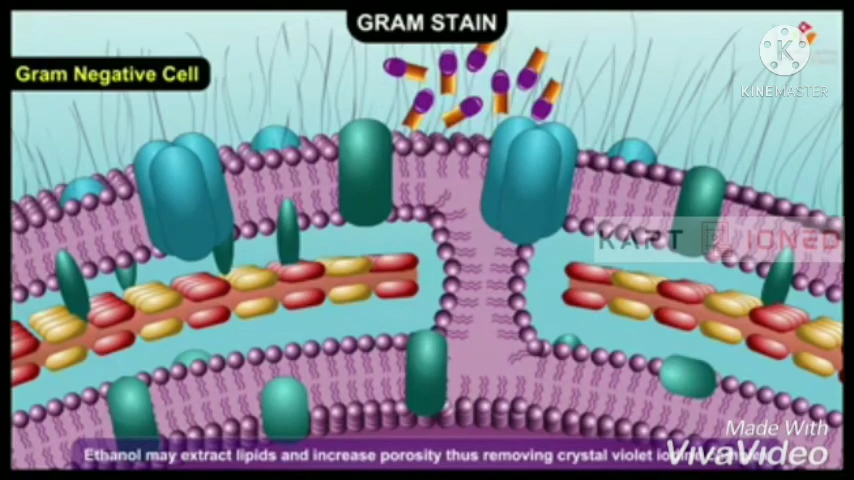 GRAM STAIN
Gram Negative Cell
KINEMASTER
Made With
VivaVideo
Ethanol may extract lipids and increase porosity thus removing crystal violet